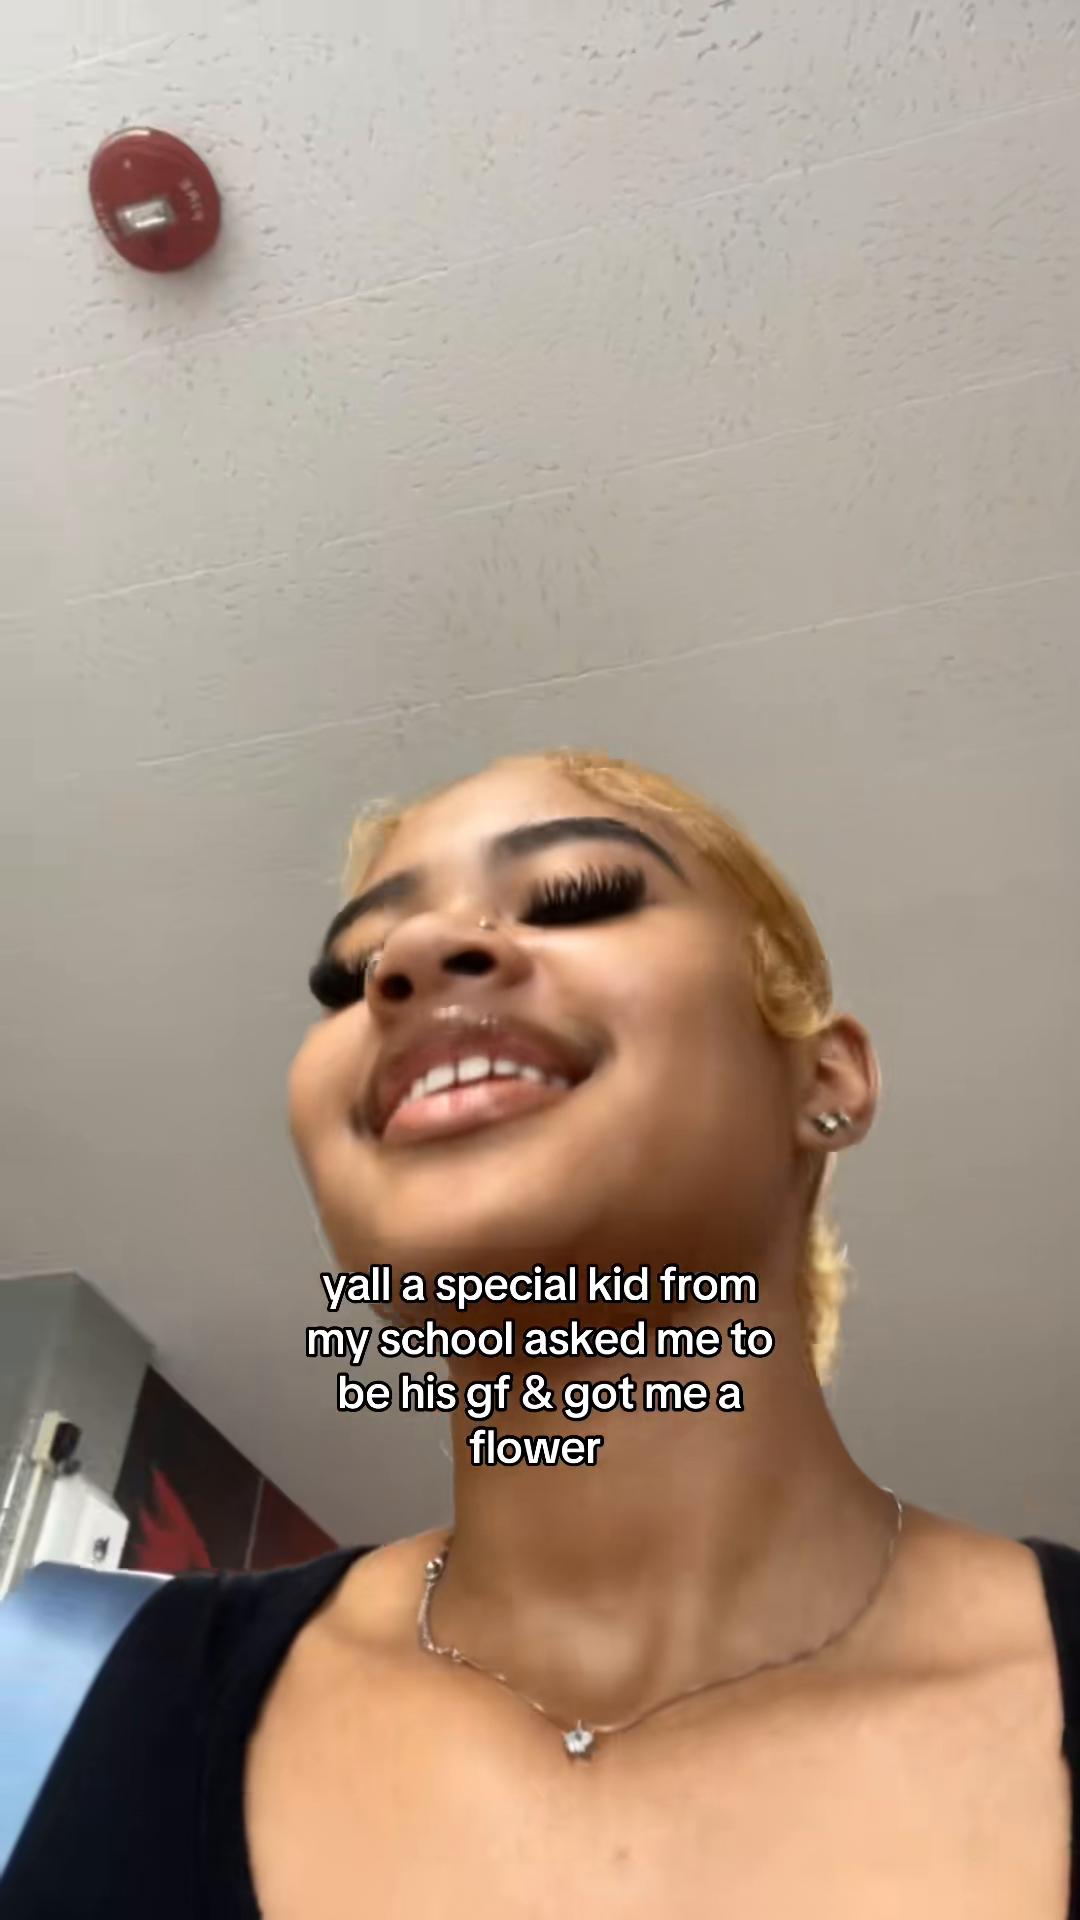 yall a special kid from
my school asked me to
be his gf & got me a
flower